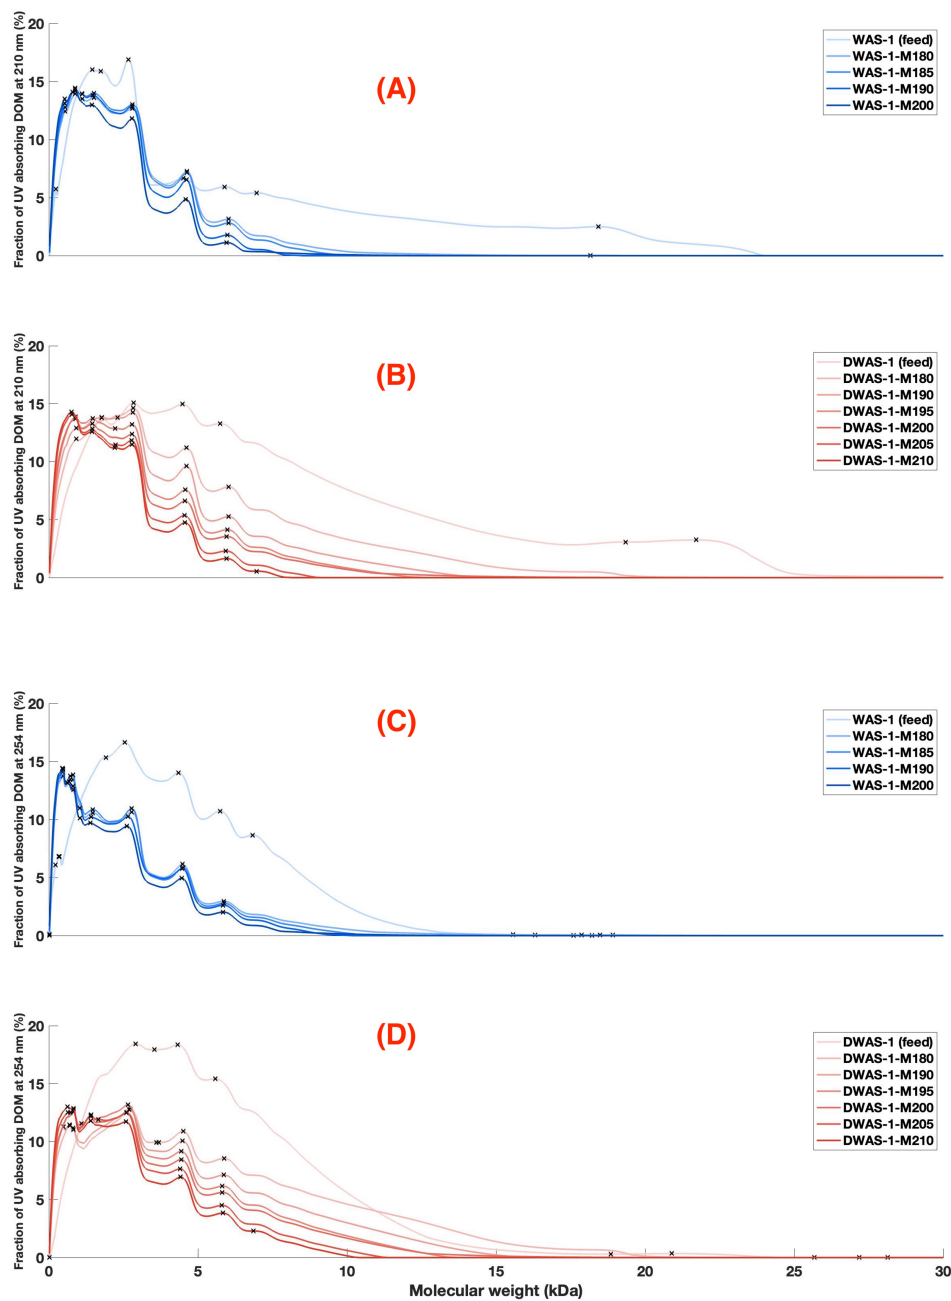 Fraction of UV absorbing DOM at 210 nm (%)
20
15
10
5
0
(A)
WAS-1 (feed)
WAS-1-M180
WAS-1-M185
WAS-1-M190
WAS-1-M200
Fraction of UV absorbing DOM at 210 nm (%)
20
15
10
5
0
(B)
DWAS-1 (feed)
DWAS-1-M180
DWAS-1-M190
DWAS-1-M195
DWAS-1-M200
DWAS-1-M205
DWAS-1-M210
Fraction of UV absorbing DOM at 254 nm (%)
20
15
10
5
0
(C)
WAS-1 (feed)
WAS-1-M180
WAS-1-M185
WAS-1-M190
WAS-1-M200
Fraction of UV absorbing DOM at 254 nm (%)
20
15
10
5
0
(D)
DWAS-1 (feed)
DWAS-1-M180
DWAS-1-M190
DWAS-1-M195
DWAS-1-M200
DWAS-1-M205
DWAS-1-M210
0 5 10 15 20 25 30
Molecular weight (kDa)